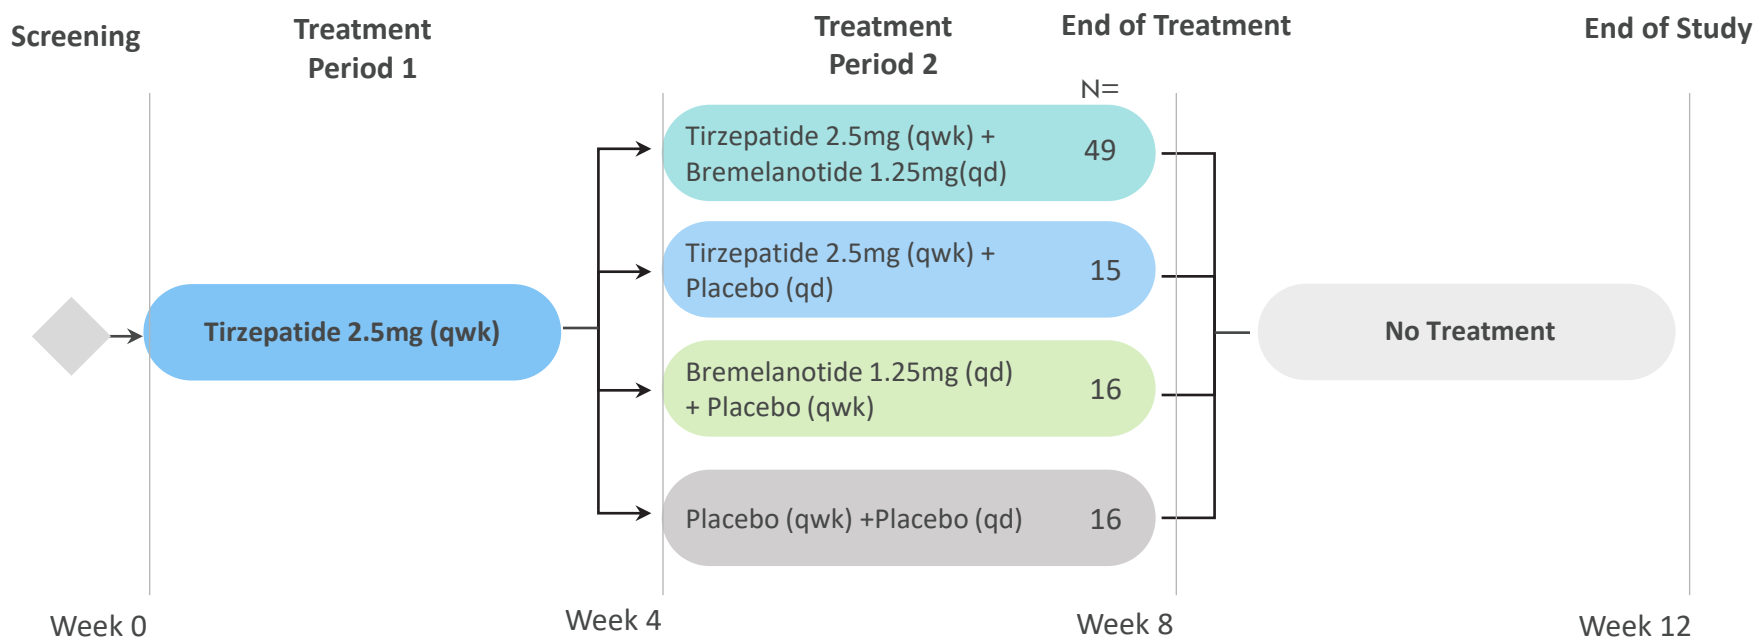 Screening
Treatment
Period 1
Treatment
Period 2
End of Treatment
End of Study
N=
Tirzepatide 2.5mg (qwk) +
Bremelanotide 1.25mg(qd)
49
Tirzepatide 2.5mg (qwk) +
Placebo (qd)
15
Tirzepatide 2.5mg (qwk)
No Treatment
Bremelanotide 1.25mg (qd)
+ Placebo (qwk)
16
Placebo (qwk) +Placebo (qd)
16
Week 0
Week 4
Week 8
Week 12